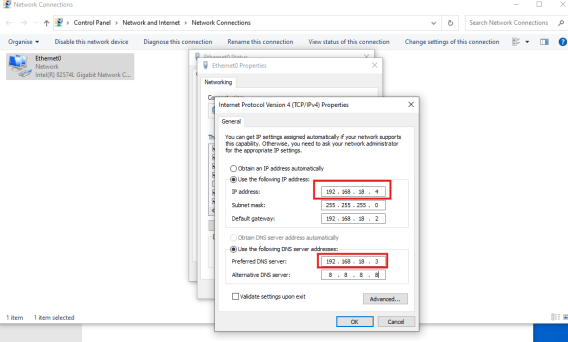 Network Connections
Control Panel > Network and Internet > Network Connections
Search Network Connections
Organise
Disable this network device
Diagnose this connection
Rename this connection
View status of this connection
Change settings of this connection
Ethernet0
Network
Intel(R) 82574L Gigabit Network C...
Ethernet0 Status
Ethernet0 Properties
Networking
Internet Protocol Version 4 (TCP/IPv4) Properties
General
You can get IP settings assigned automatically if your network supports
this capability. Otherwise, you need to ask your network administrator
for the appropriate IP settings.
Obtain an IP address automatically
Use the following IP address:
IP address:
192 . 168 . 18 . 4
Subnet mask:
255 . 255 . 255 . 0
Default gateway:
192 . 168 . 18 . 2
Obtain DNS server address automatically
Use the following DNS server addresses:
Preferred DNS server:
192 . 168 . 18 . 3
Alternative DNS server:
8 . 8 . 8 . 8
Validate settings upon exit
Advanced...
OK
Cancel
1 item
1 item selected